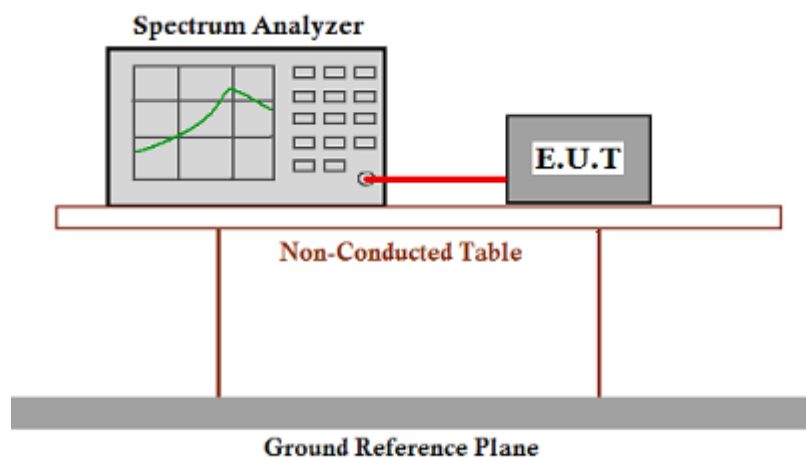 Spectrum Analyzer
E.U.T
Non-Conducted Table
Ground Reference Plane